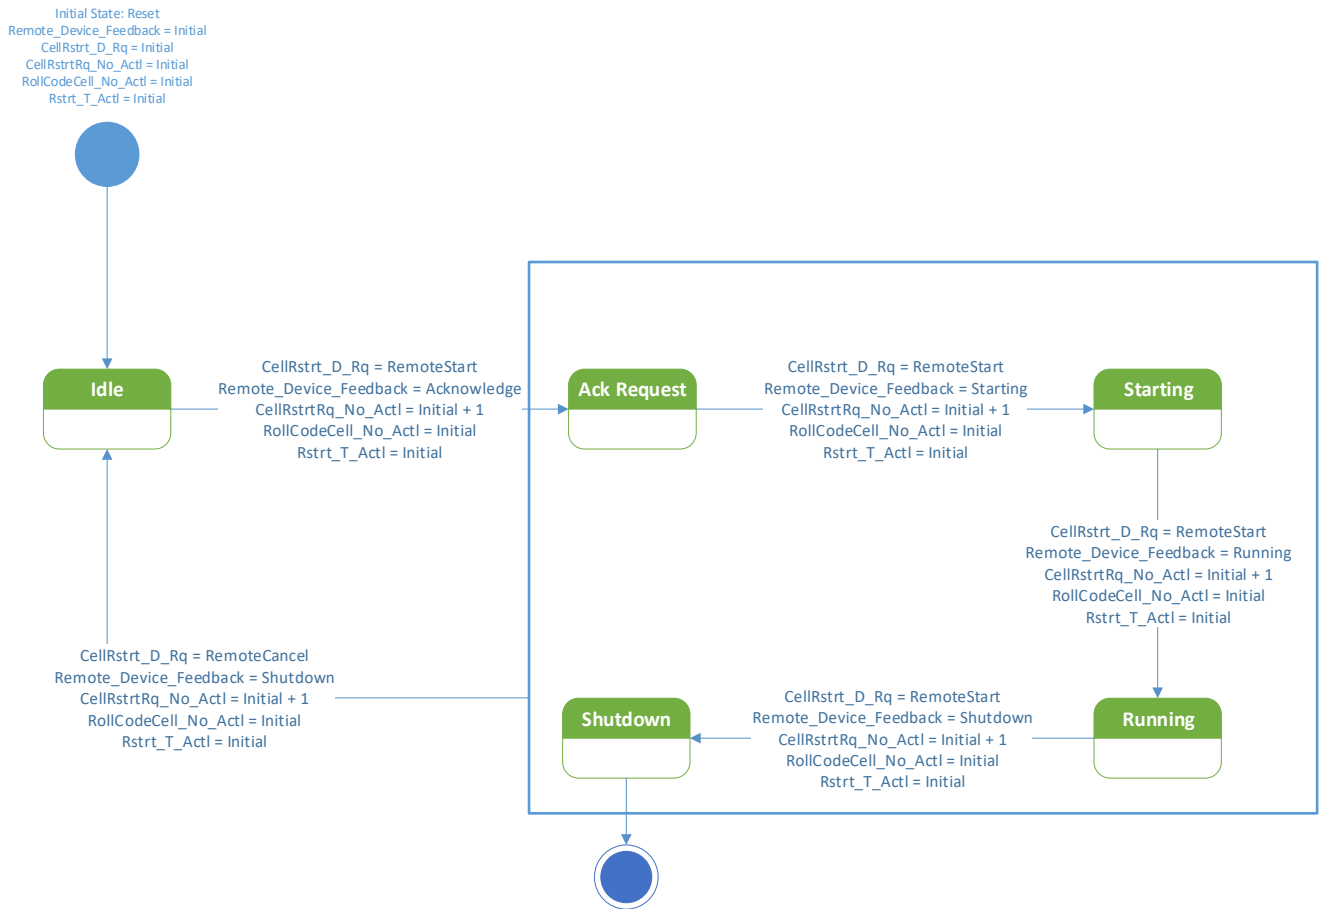 Initial State: Reset
Remote_Device_Feedback = Initial
CellRstrt_D_Rq = Initial
CellRstrtRq_No_Actl = Initial
RollCodeCell_No_Actl = Initial
Rstrt_T_Actl = Initial
Idle
CellRstrt_D_Rq = RemoteStart
Remote_Device_Feedback = Acknowledge
CellRstrtRq_No_Actl = Initial + 1
RollCodeCell_No_Actl = Initial
Rstrt_T_Actl = Initial
Ack Request
CellRstrt_D_Rq = RemoteStart
Remote_Device_Feedback = Starting
CellRstrtRq_No_Actl = Initial + 1
RollCodeCell_No_Actl = Initial
Rstrt_T_Actl = Initial
Starting
CellRstrt_D_Rq = RemoteStart
Remote_Device_Feedback = Running
CellRstrtRq_No_Actl = Initial + 1
RollCodeCell_No_Actl = Initial
Rstrt_T_Actl = Initial
Running
CellRstrt_D_Rq = RemoteStart
Remote_Device_Feedback = Shutdown
CellRstrtRq_No_Actl = Initial + 1
RollCodeCell_No_Actl = Initial
Rstrt_T_Actl = Initial
Shutdown
CellRstrt_D_Rq = RemoteCancel
Remote_Device_Feedback = Shutdown
CellRstrtRq_No_Actl = Initial + 1
RollCodeCell_No_Actl = Initial
Rstrt_T_Actl = Initial